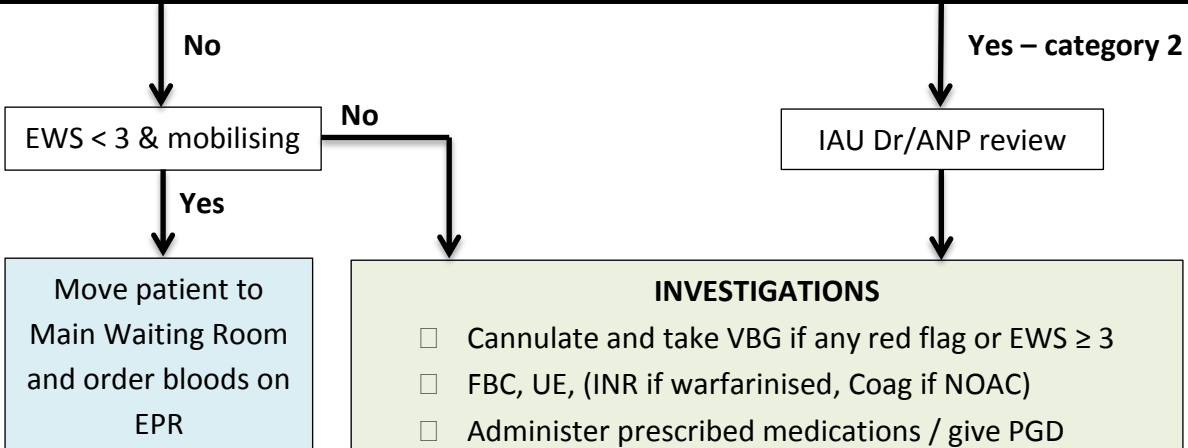 No
Yes – category 2
EWS < 3 & mobilising
No
IAU Dr/ANP review
Yes
Move patient to
Main Waiting Room
and order bloods on
EPR
INVESTIGATIONS
☐ Cannulate and take VBG if any red flag or EWS ≥ 3
☐ FBC, UE, (INR if warfarinised, Coag if NOAC)
☐ Administer prescribed medications / give PGD